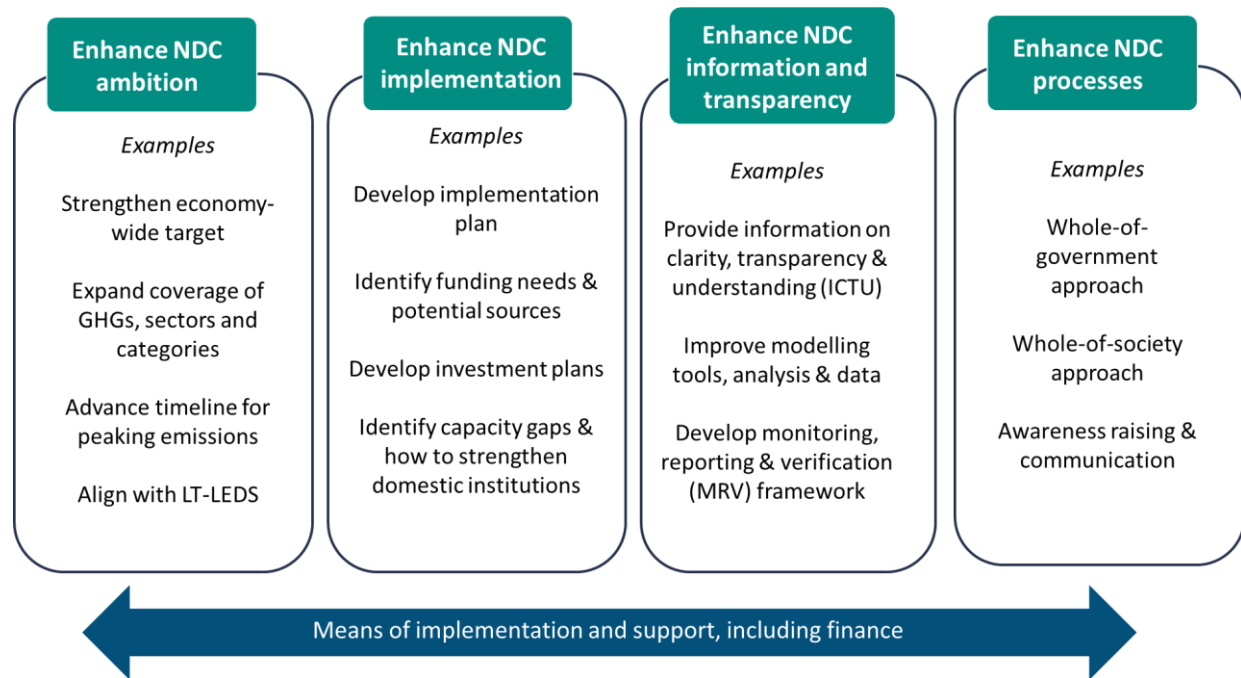 Enhance NDC
ambition
Examples
Strengthen economy-
wide target
Expand coverage of
GHGs, sectors and
categories
Advance timeline for
peaking emissions
Align with LT-LEDS
Enhance NDC
implementation
Examples
Develop implementation
plan
Identify funding needs &
potential sources
Develop investment plans
Identify capacity gaps &
how to strengthen
domestic institutions
Enhance NDC
information and
transparency
Examples
Provide information on
clarity, transparency &
understanding (ICTU)
Improve modelling
tools, analysis & data
Develop monitoring,
reporting & verification
(MRV) framework
Enhance NDC
processes
Examples
Whole-of-
government
approach
Whole-of-society
approach
Awareness raising &
communication
Means of implementation and support, including finance